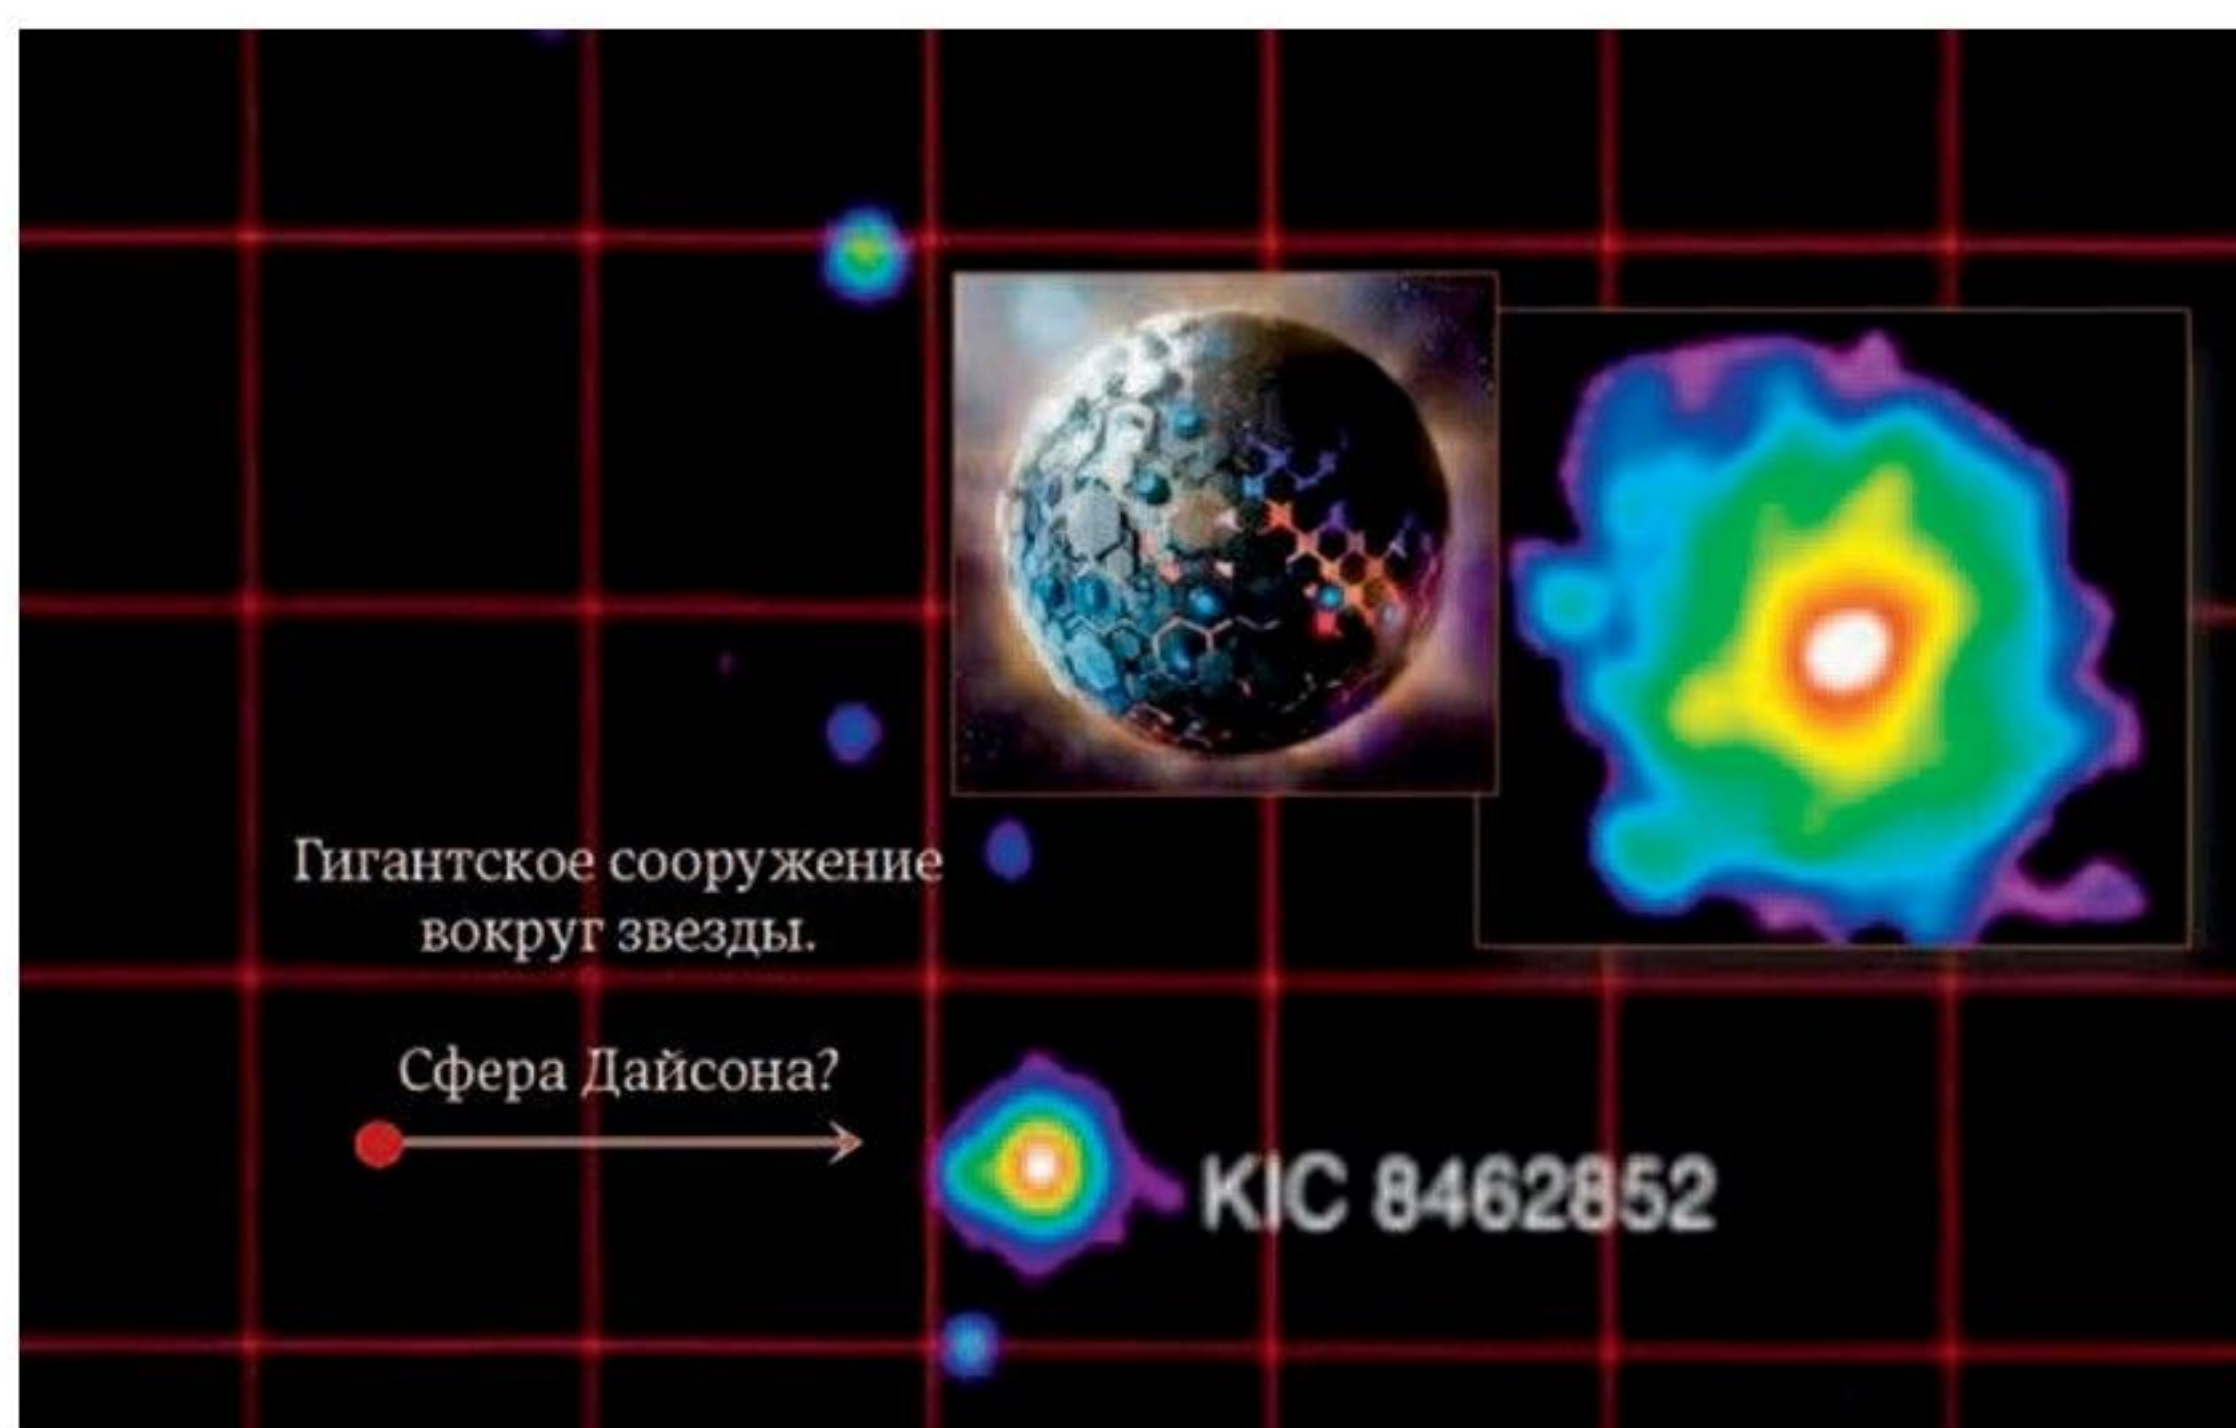 Гигантское сооружение
вокруг звезды.
Сфера Дайсона?
KIC 8462852